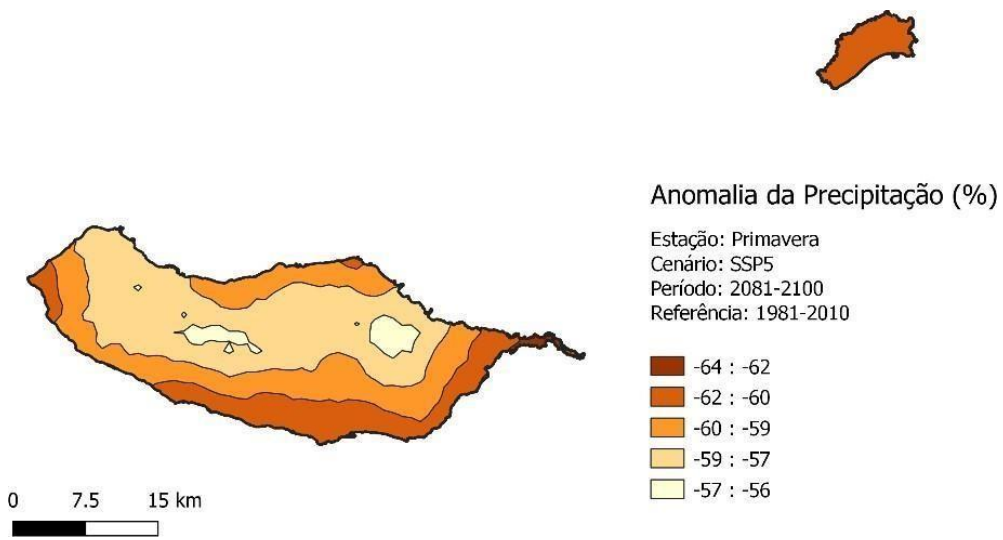 Anomalia da Precipitação (%)
Estação: Primavera
Cenário: SSP5
Período: 2081-2100
Referência: 1981-2010
-64 : -62
-62 : -60
-60 : -59
-59 : -57
-57 : -56
0 7.5 15 km